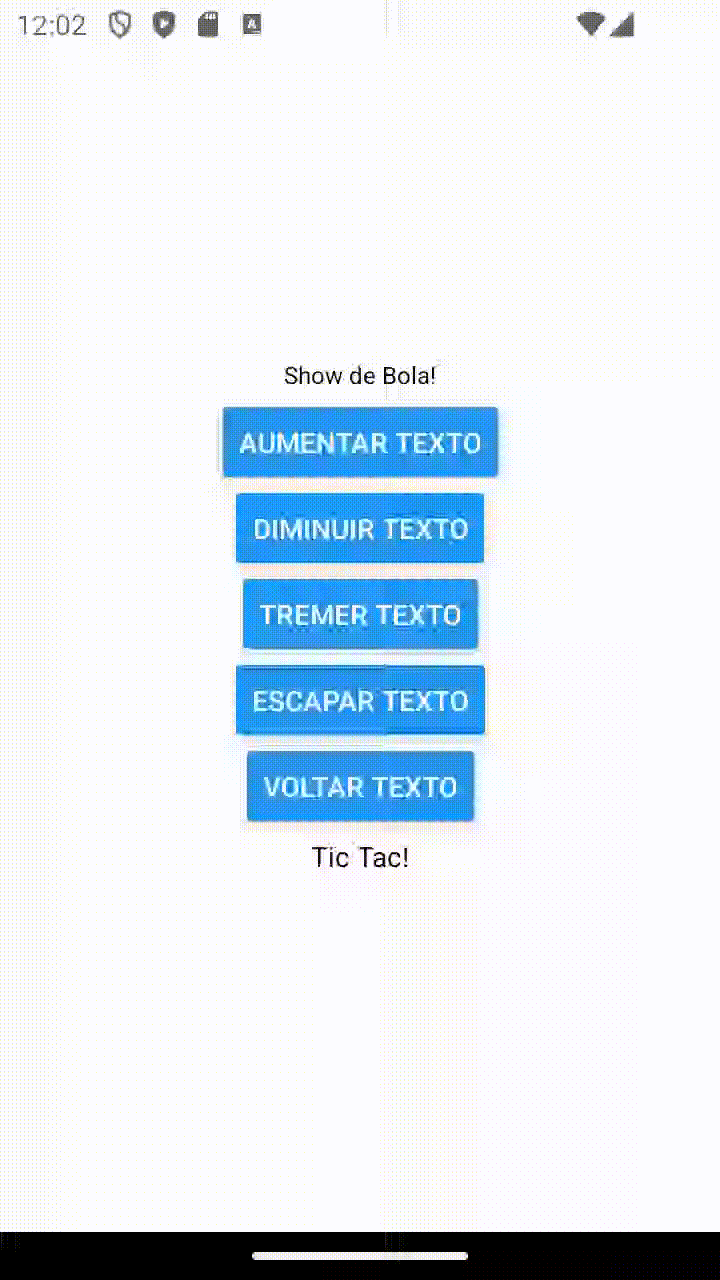 12:02
Show de Bola!
AUMENTAR TEXTO
DIMINUIR TEXTO
TREMER TEXTO
ESCAPAR TEXTO
VOLTAR TEXTO
Tic Tac!